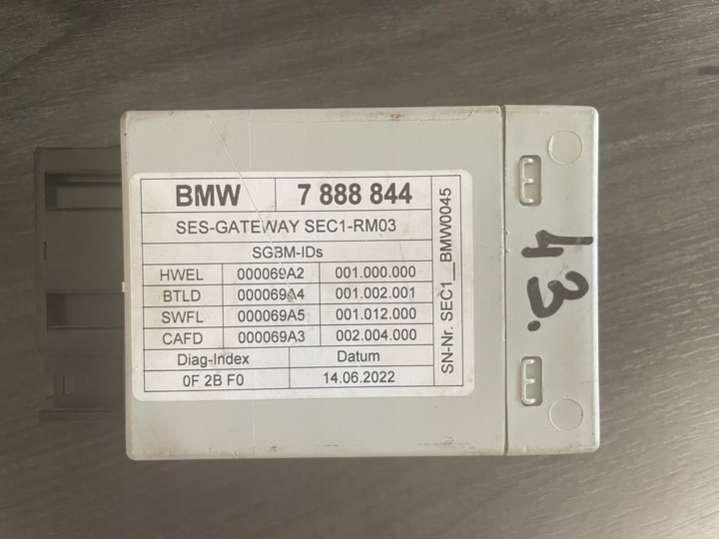 BMW 7 888 844
SES-GATEWAY SEC1-RM03
SGBM-IDs
HWEL 000069A2 001.000.000
BTLD 000069A4 001.002.001
SWFL 000069A5 001.012.000
CAFD 000069A3 002.004.000
Diag-Index Datum
0F 2B F0 14.06.2022
SN-Nr. SEC1__BMW0045
43.